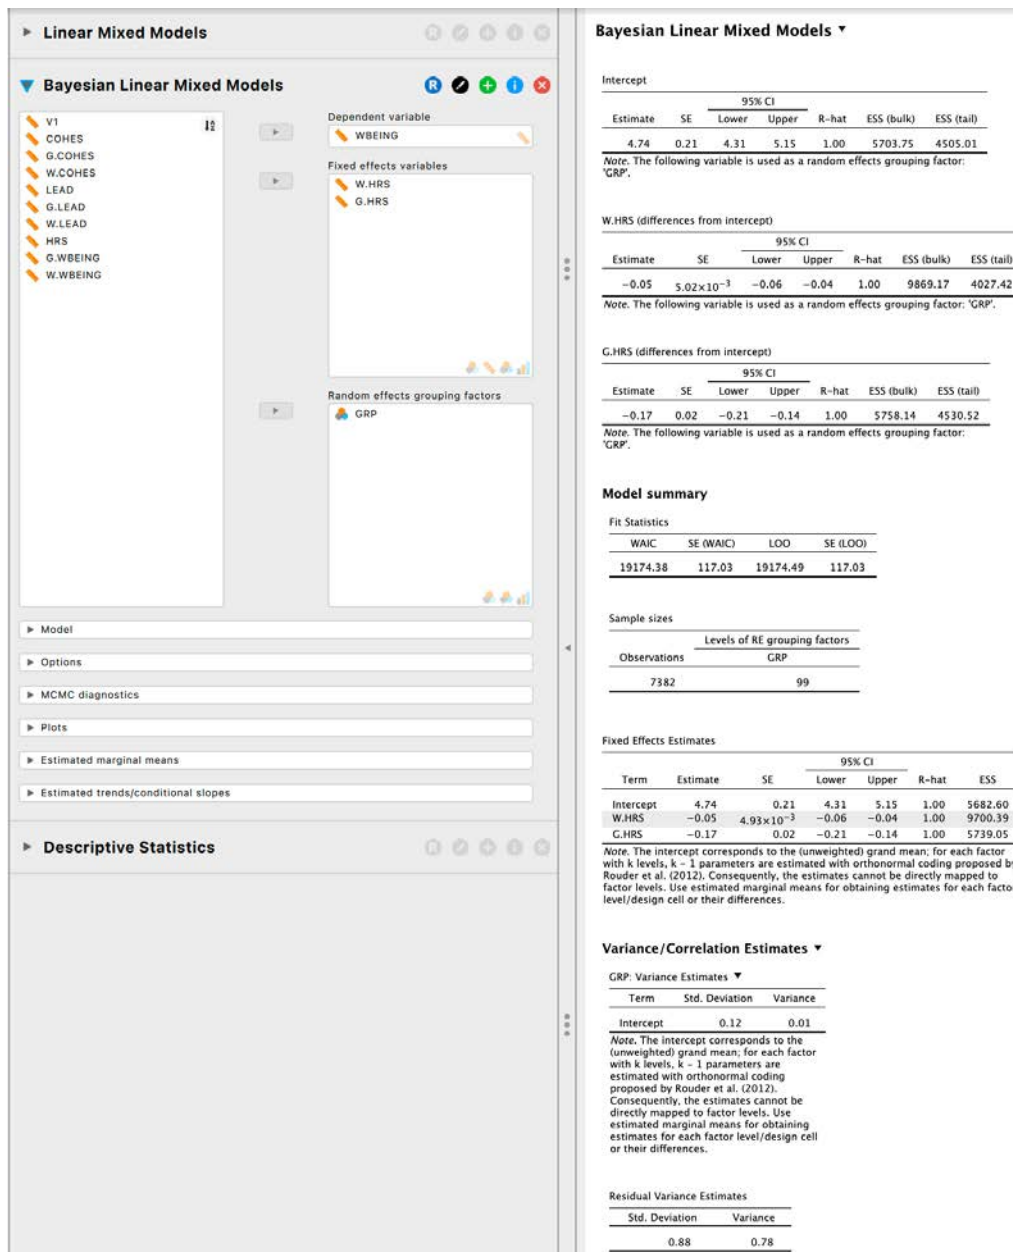 Linear Mixed Models
Bayesian Linear Mixed Models
R
V1
COHES
G.COHES
W.COHES
LEAD
G.LEAD
W.LEAD
HRS
G.WBEING
W.WBEING
Dependent variable
WBEING
Fixed effects variables
W.HRS
G.HRS
Random effects grouping factors
GRP
Model
Options
MCMC diagnostics
Plots
Estimated marginal means
Estimated trends/conditional slopes
Descriptive Statistics
Bayesian Linear Mixed Models
Intercept
95% CI
Estimate SE Lower Upper R-hat ESS (bulk) ESS (tail)
4.74 0.21 4.31 5.15 1.00 5703.75 4505.01
Note. The following variable is used as a random effects grouping factor:
'GRP'.
W.HRS (differences from intercept)
95% CI
Estimate SE Lower Upper R-hat ESS (bulk) ESS (tail)
−0.05 5.02×10⁻³ −0.06 −0.04 1.00 9869.17 4027.42
Note. The following variable is used as a random effects grouping factor: 'GRP'.
G.HRS (differences from intercept)
95% CI
Estimate SE Lower Upper R-hat ESS (bulk) ESS (tail)
−0.17 0.02 −0.21 −0.14 1.00 5758.14 4530.52
Note. The following variable is used as a random effects grouping factor:
'GRP'.
Model summary
Fit Statistics
WAIC SE (WAIC) LOO SE (LOO)
19174.38 117.03 19174.49 117.03
Sample sizes
Levels of RE grouping factors
Observations GRP
7382 99
Fixed Effects Estimates
95% CI
Term Estimate SE Lower Upper R-hat ESS
Intercept 4.74 0.21 4.31 5.15 1.00 5682.60
W.HRS −0.05 4.93×10⁻³ −0.06 −0.04 1.00 9700.39
G.HRS −0.17 0.02 −0.21 −0.14 1.00 5739.05
Note. The intercept corresponds to the (unweighted) grand mean; for each factor
with k levels, k − 1 parameters are estimated with orthonormal coding proposed by
Rouder et al. (2012). Consequently, the estimates cannot be directly mapped to
factor levels. Use estimated marginal means for obtaining estimates for each facto
level/design cell or their differences.
Variance/Correlation Estimates
GRP: Variance Estimates
Term Std. Deviation Variance
Intercept 0.12 0.01
Note. The intercept corresponds to the
(unweighted) grand mean; for each factor
with k levels, k − 1 parameters are
estimated with orthonormal coding
proposed by Rouder et al. (2012).
Consequently, the estimates cannot be
directly mapped to factor levels. Use
estimated marginal means for obtaining
estimates for each factor level/design cell
or their differences.
Residual Variance Estimates
Std. Deviation Variance
0.88 0.78